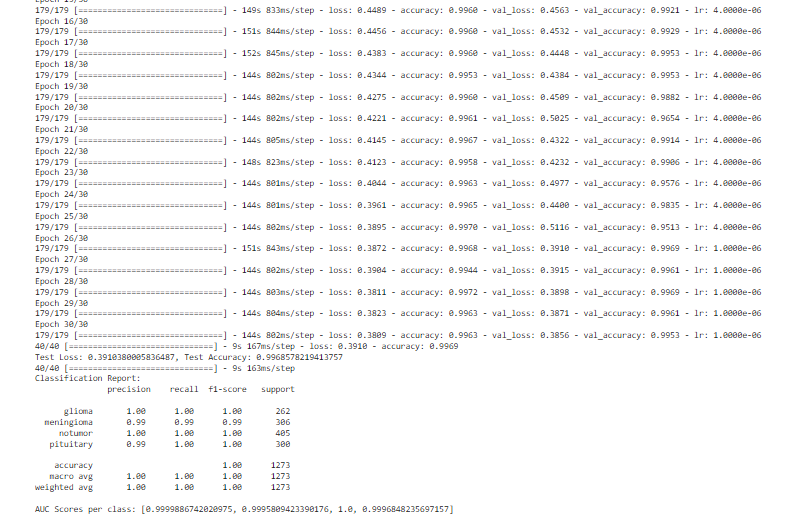 Epoch 15/30
179/179 [==============================] - 149s 833ms/step - loss: 0.4489 - accuracy: 0.9960 - val_loss: 0.4563 - val_accuracy: 0.9921 - lr: 4.0000e-06
Epoch 16/30
179/179 [==============================] - 151s 844ms/step - loss: 0.4456 - accuracy: 0.9960 - val_loss: 0.4532 - val_accuracy: 0.9929 - lr: 4.0000e-06
Epoch 17/30
179/179 [==============================] - 152s 845ms/step - loss: 0.4383 - accuracy: 0.9960 - val_loss: 0.4448 - val_accuracy: 0.9953 - lr: 4.0000e-06
Epoch 18/30
179/179 [==============================] - 144s 802ms/step - loss: 0.4344 - accuracy: 0.9953 - val_loss: 0.4384 - val_accuracy: 0.9953 - lr: 4.0000e-06
Epoch 19/30
179/179 [==============================] - 144s 802ms/step - loss: 0.4275 - accuracy: 0.9960 - val_loss: 0.4509 - val_accuracy: 0.9882 - lr: 4.0000e-06
Epoch 20/30
179/179 [==============================] - 144s 802ms/step - loss: 0.4221 - accuracy: 0.9961 - val_loss: 0.5025 - val_accuracy: 0.9654 - lr: 4.0000e-06
Epoch 21/30
179/179 [==============================] - 144s 805ms/step - loss: 0.4145 - accuracy: 0.9967 - val_loss: 0.4322 - val_accuracy: 0.9914 - lr: 4.0000e-06
Epoch 22/30
179/179 [==============================] - 148s 823ms/step - loss: 0.4123 - accuracy: 0.9958 - val_loss: 0.4232 - val_accuracy: 0.9906 - lr: 4.0000e-06
Epoch 23/30
179/179 [==============================] - 144s 801ms/step - loss: 0.4044 - accuracy: 0.9963 - val_loss: 0.4977 - val_accuracy: 0.9576 - lr: 4.0000e-06
Epoch 24/30
179/179 [==============================] - 144s 801ms/step - loss: 0.3961 - accuracy: 0.9965 - val_loss: 0.4400 - val_accuracy: 0.9835 - lr: 4.0000e-06
Epoch 25/30
179/179 [==============================] - 144s 802ms/step - loss: 0.3895 - accuracy: 0.9970 - val_loss: 0.5116 - val_accuracy: 0.9513 - lr: 4.0000e-06
Epoch 26/30
179/179 [==============================] - 151s 843ms/step - loss: 0.3872 - accuracy: 0.9968 - val_loss: 0.3910 - val_accuracy: 0.9969 - lr: 1.0000e-06
Epoch 27/30
179/179 [==============================] - 144s 802ms/step - loss: 0.3904 - accuracy: 0.9944 - val_loss: 0.3915 - val_accuracy: 0.9961 - lr: 1.0000e-06
Epoch 28/30
179/179 [==============================] - 144s 803ms/step - loss: 0.3811 - accuracy: 0.9972 - val_loss: 0.3898 - val_accuracy: 0.9969 - lr: 1.0000e-06
Epoch 29/30
179/179 [==============================] - 144s 804ms/step - loss: 0.3823 - accuracy: 0.9963 - val_loss: 0.3871 - val_accuracy: 0.9961 - lr: 1.0000e-06
Epoch 30/30
179/179 [==============================] - 144s 802ms/step - loss: 0.3809 - accuracy: 0.9963 - val_loss: 0.3856 - val_accuracy: 0.9953 - lr: 1.0000e-06
40/40 [==============================] - 9s 167ms/step - loss: 0.3910 - accuracy: 0.9969
Test Loss: 0.3910380005836487, Test Accuracy: 0.9968578219413757
40/40 [==============================] - 9s 163ms/step
Classification Report:
precision recall f1-score support
glioma 1.00 1.00 1.00 262
meningioma 0.99 0.99 0.99 306
notumor 1.00 1.00 1.00 405
pituitary 0.99 1.00 1.00 300
accuracy 1.00 1273
macro avg 1.00 1.00 1.00 1273
weighted avg 1.00 1.00 1.00 1273
AUC Scores per class: [0.9999886742020975, 0.9995809423390176, 1.0, 0.9996848235697157]